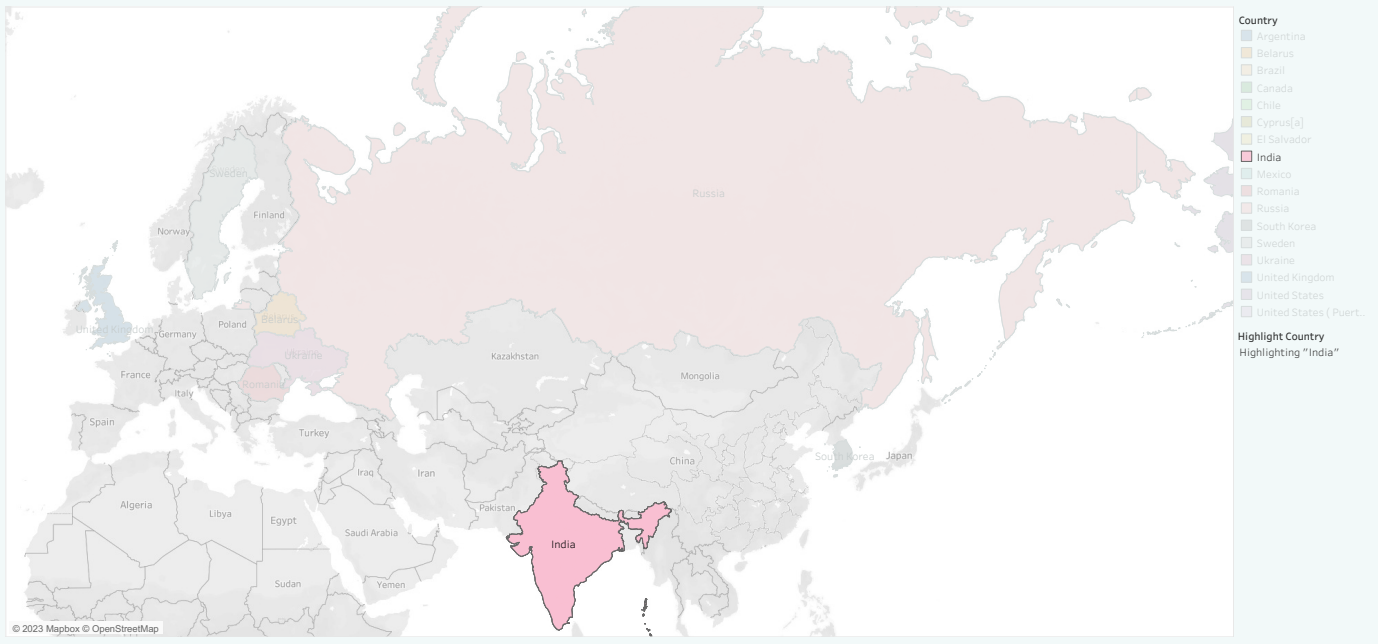 Country
Argentina
Belarus
Brazil
Canada
Chile
Cyprus[a]
El Salvador
India
Mexico
Romania
Russia
South Korea
Sweden
Ukraine
United Kingdom
United States
United States ( Puert..
Highlight Country
Highlighting "India"
Russia
Sweden
Finland
Norway
United Kingdom
Belarus
Poland
Germany
Ukraine
Kazakhstan
France
Mongolia
Romania
Italy
Spain
Turkey
South Korea
Japan
China
Iraq
Iran
Pakistan
Algeria
Libya
Egypt
Saudi Arabia
India
Sudan
Yemen
© 2023 Mapbox © OpenStreetMap